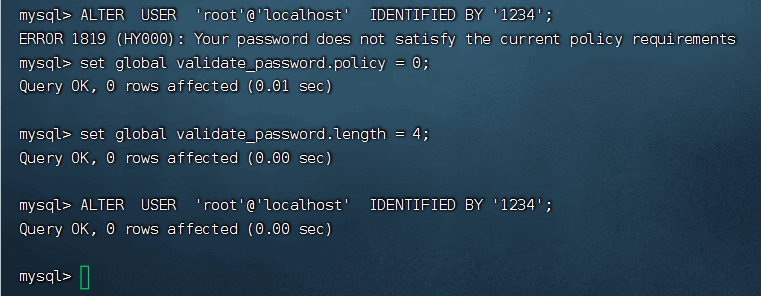 mysql> ALTER  USER  'root'@'localhost'  IDENTIFIED BY '1234';
ERROR 1819 (HY000): Your password does not satisfy the current policy requirements
mysql> set global validate_password.policy = 0;
Query OK, 0 rows affected (0.01 sec)
mysql> set global validate_password.length = 4;
Query OK, 0 rows affected (0.00 sec)
mysql> ALTER  USER  'root'@'localhost'  IDENTIFIED BY '1234';
Query OK, 0 rows affected (0.00 sec)
mysql>